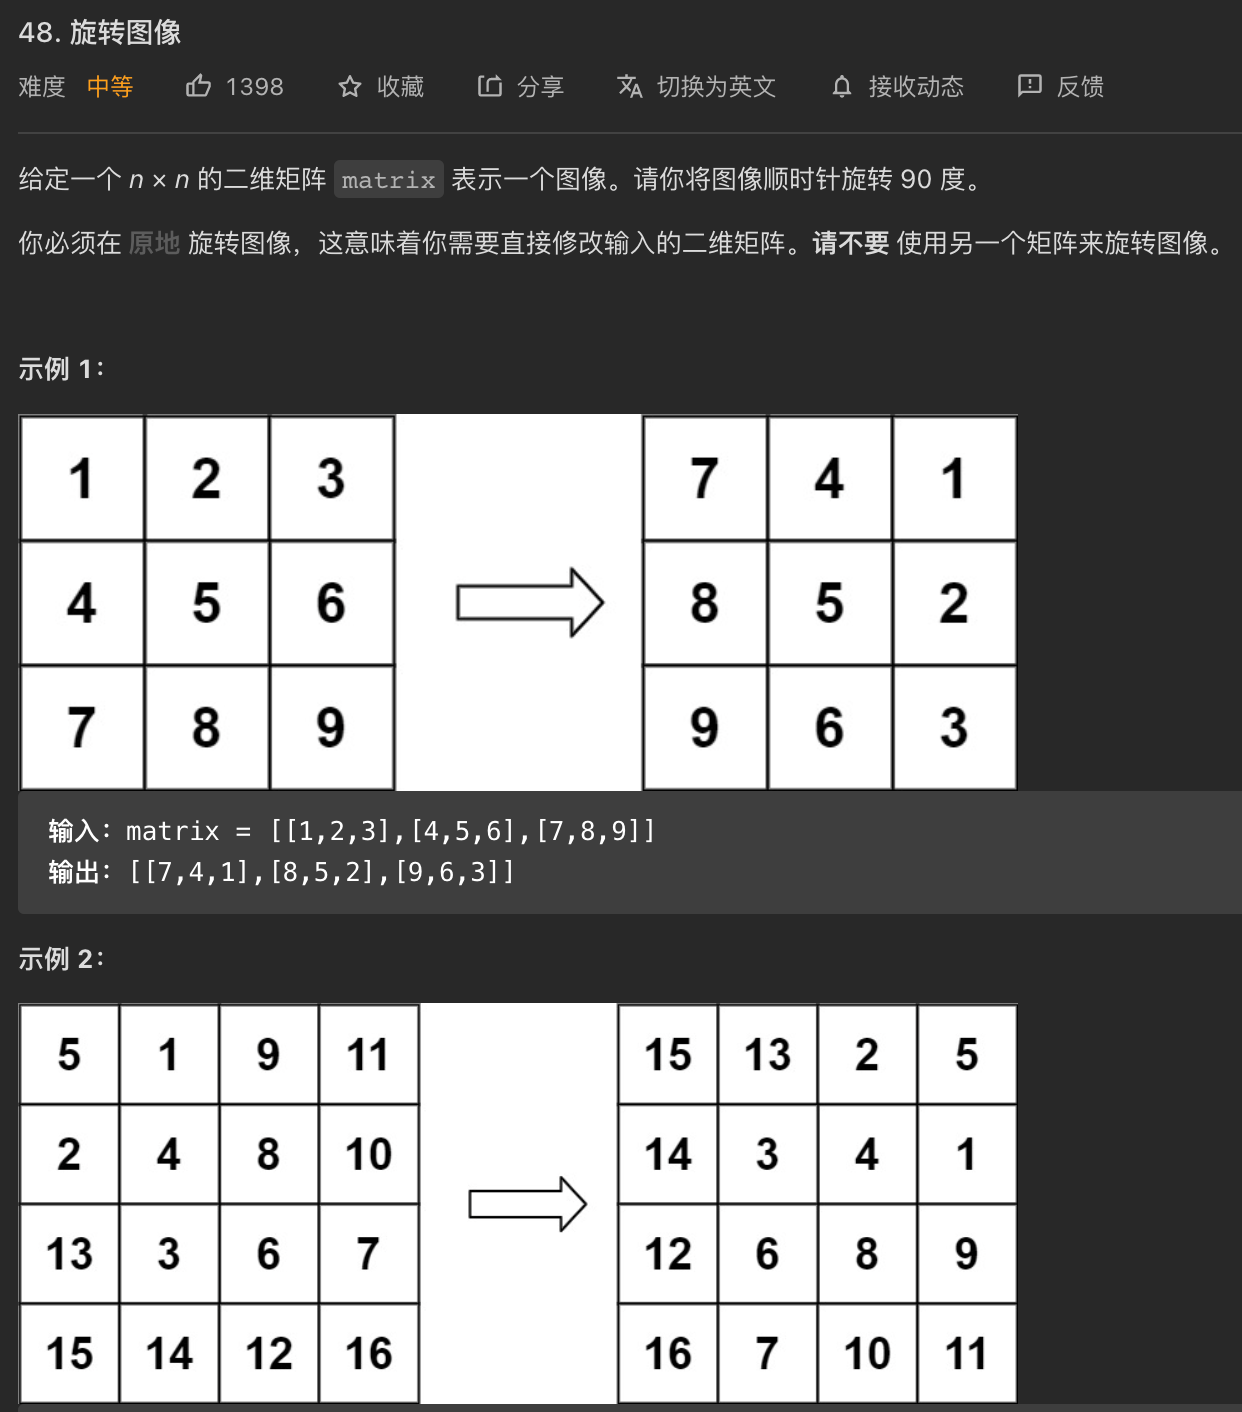 48. 旋转图像
难度 中等 1398 收藏 分享 切换为英文 接收动态 反馈
给定一个 n × n 的二维矩阵 matrix 表示一个图像。请你将图像顺时针旋转 90 度。
你必须在 原地 旋转图像，这意味着你需要直接修改输入的二维矩阵。请不要 使用另一个矩阵来旋转图像。
示例 1：
1 2 3 7 4 1
4 5 6 8 5 2
7 8 9 9 6 3
输入：matrix = [[1,2,3],[4,5,6],[7,8,9]]
输出：[[7,4,1],[8,5,2],[9,6,3]]
示例 2：
5 1 9 11 15 13 2 5
2 4 8 10 14 3 4 1
13 3 6 7 12 6 8 9
15 14 12 16 16 7 10 11